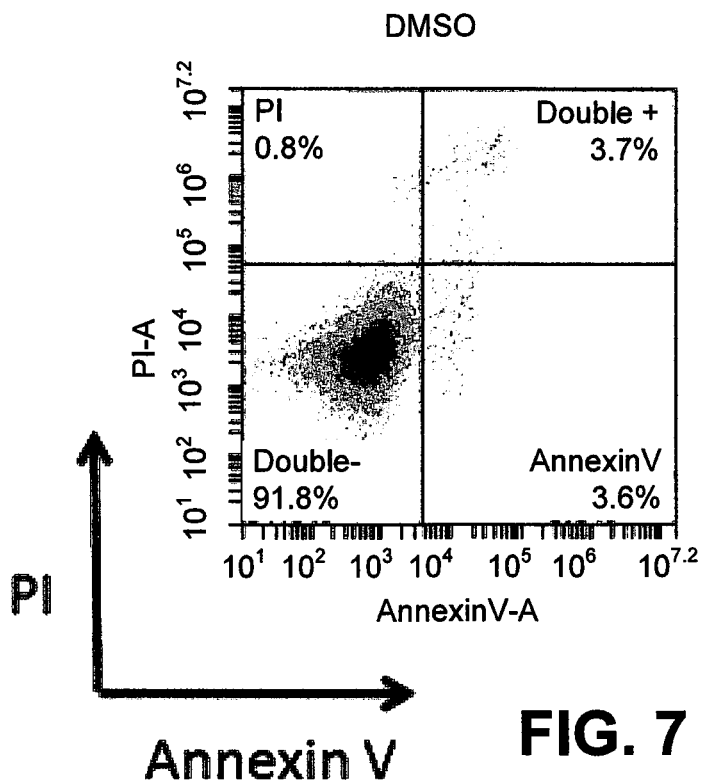 DMSO
PI
0.8%
Double +
3.7%
Double-
91.8%
AnnexinV
3.6%
10^7.2
10^6
10^5
10^4
10^3
10^2
10^1
PI-A
10^1 10^2 10^3 10^4 10^5 10^6 10^7.2
AnnexinV-A
PI
Annexin V
FIG. 7